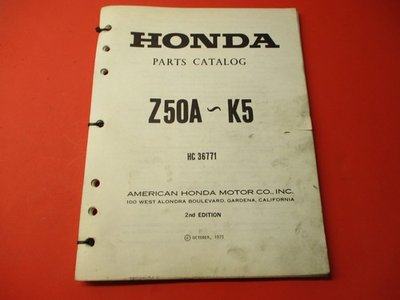 HONDA
PARTS CATALOG
Z50A ~ K5
HC 36771
AMERICAN HONDA MOTOR CO., INC.
100 WEST ALONDRA BOULEVARD, GARDENA, CALIFORNIA
2nd EDITION
© OCTOBER,